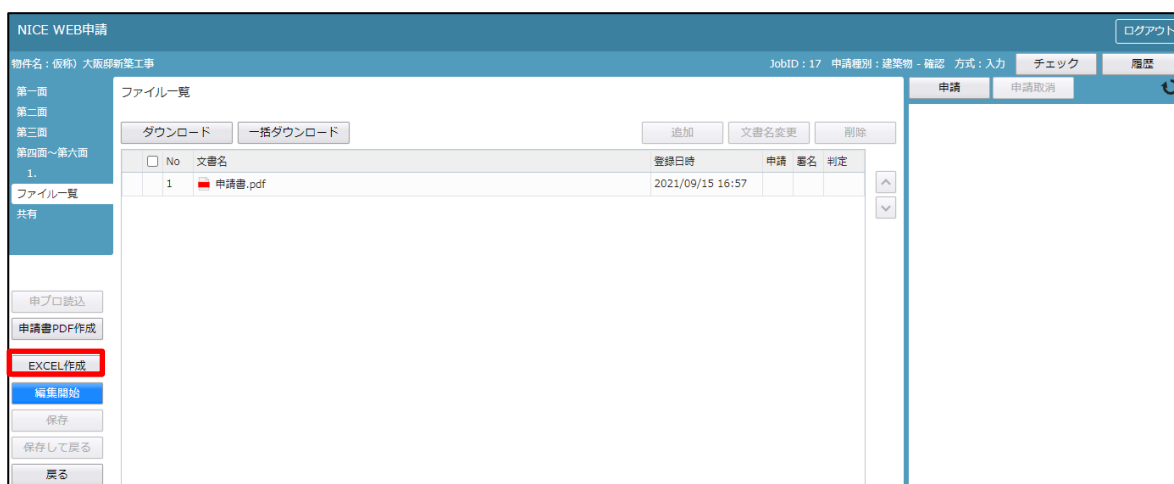 NICE WEB申請
ログアウト
物件名：仮称）大阪邸新築工事
JobID：17 申請種別：建築物 - 確認 方式：入力 チェック 履歴
第一面
第二面
第三面
第四面～第六面
1.
ファイル一覧
共有
ファイル一覧
申請 申請取消
ダウンロード 一括ダウンロード 追加 文書名変更 削除
No 文書名 登録日時 申請 署名 判定
1 申請書.pdf 2021/09/15 16:57
申プロ読込
申請書PDF作成
EXCEL作成
編集開始
保存
保存して戻る
戻る